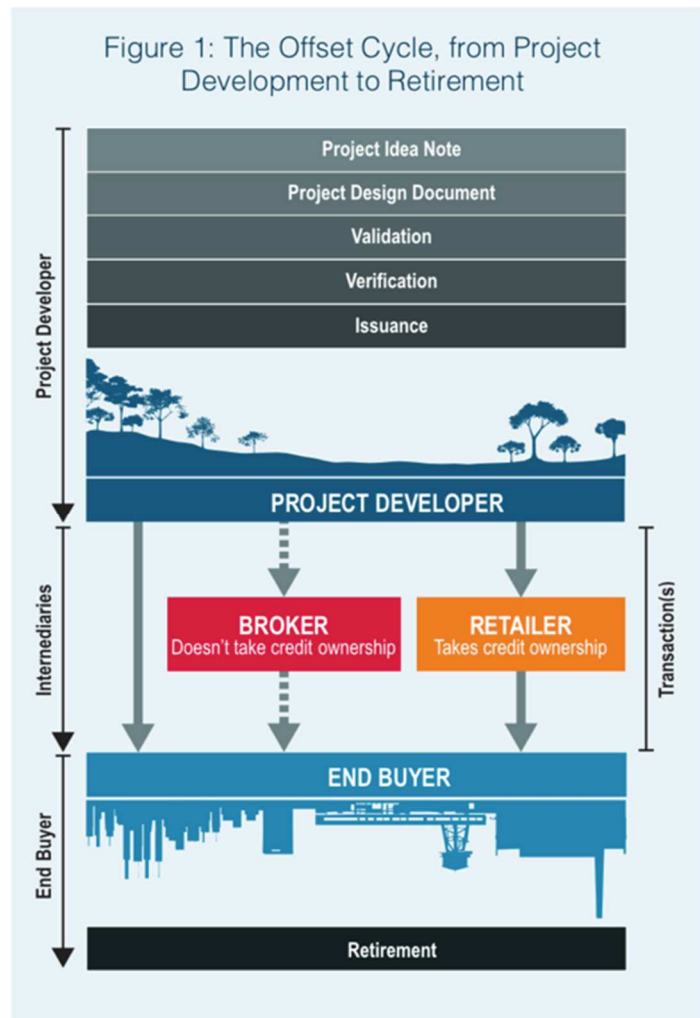 Figure 1: The Offset Cycle, from Project
Development to Retirement
Project Idea Note
Project Design Document
Validation
Verification
Issuance
Project Developer
PROJECT DEVELOPER
Internediaries
BROKER
Doesn't take credit ownership
RETAILER
Takes credit ownership
Transaction(s)
END BUYER
End Buyer
Retirement